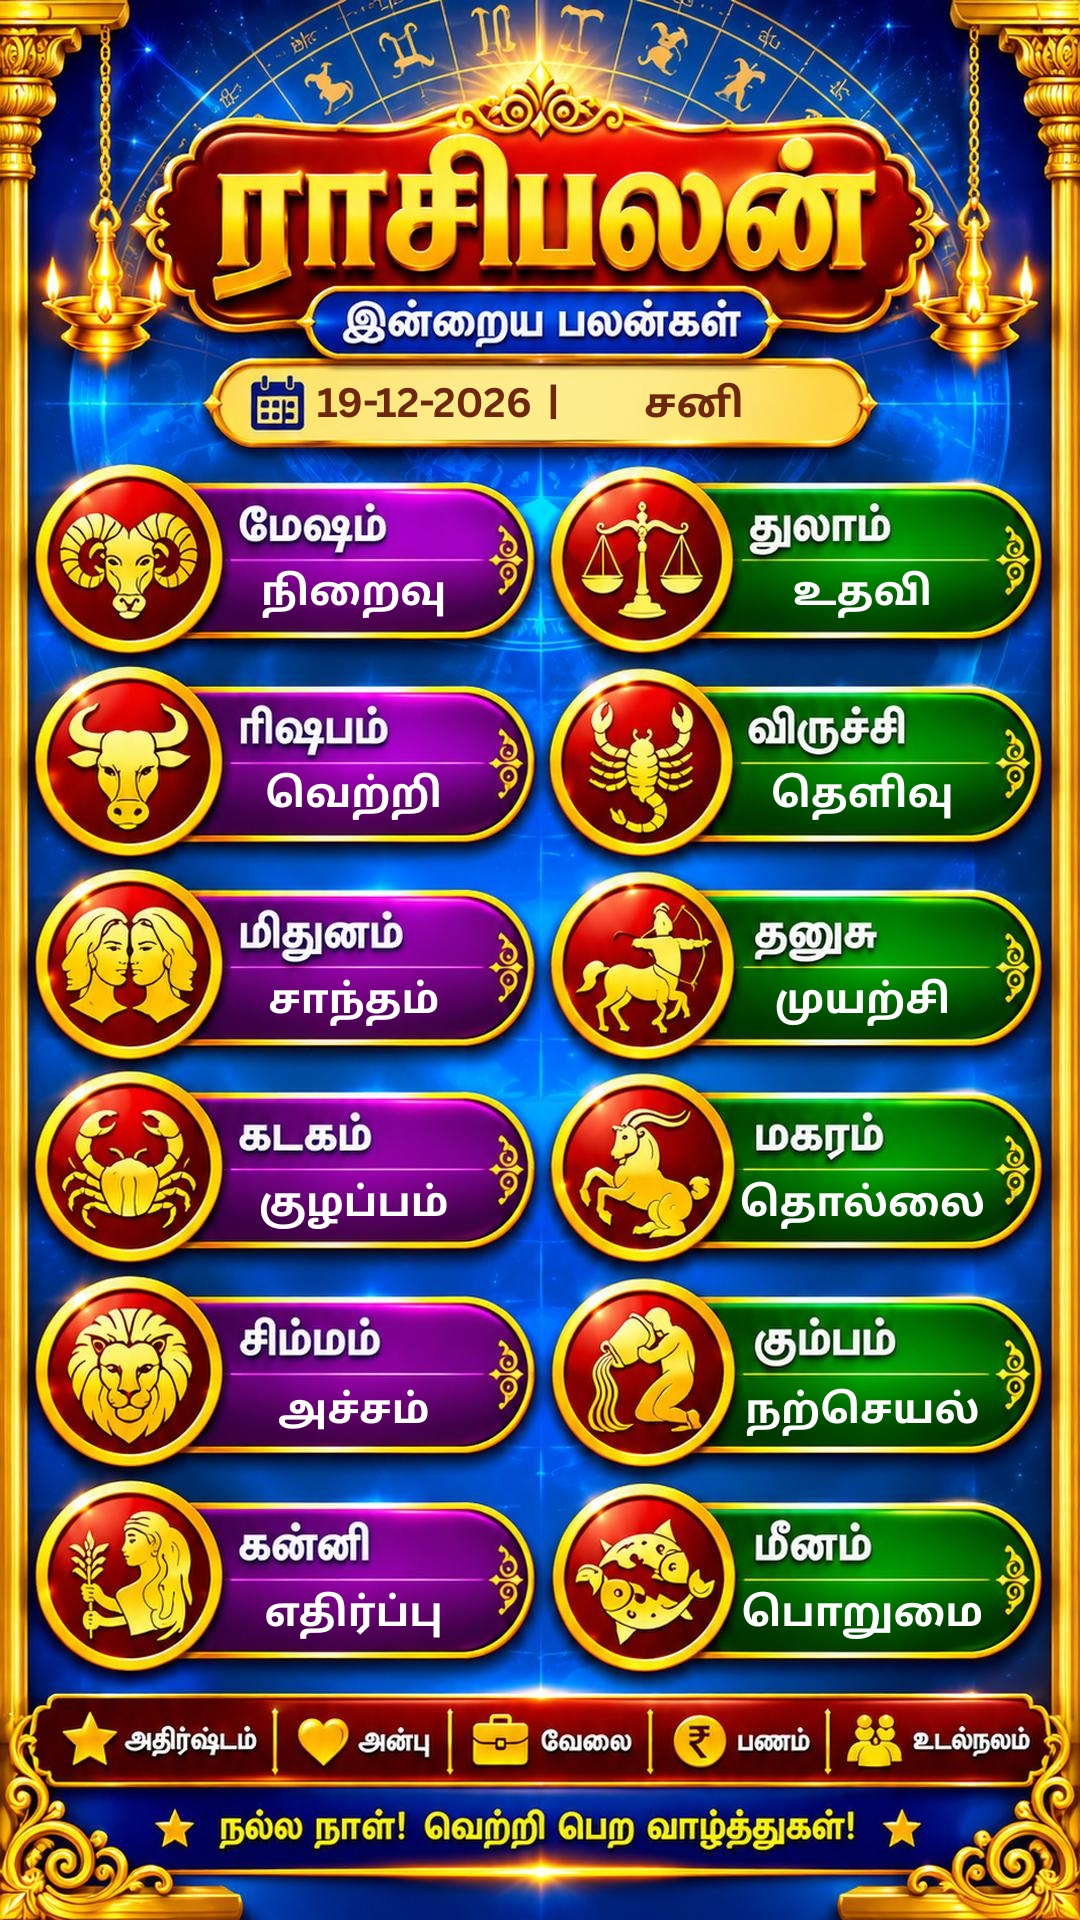 ராசிபலன்
இன்றைய பலன்கள்
19-12-2026 | சனி
மேஷம்
நிறைவு
துலாம்
உதவி
ரிஷபம்
வெற்றி
விருச்சி
தெளிவு
மிதுனம்
சாந்தம்
தனுசு
முயற்சி
கடகம்
குழப்பம்
மகரம்
தொல்லை
சிம்மம்
அச்சம்
கும்பம்
நற்செயல்
கன்னி
எதிர்ப்பு
மீனம்
பொறுமை
அதிர்ஷ்டம் அன்பு வேலை பணம் உடல்நலம்
நல்ல நாள்! வெற்றி பெற வாழ்த்துகள்!